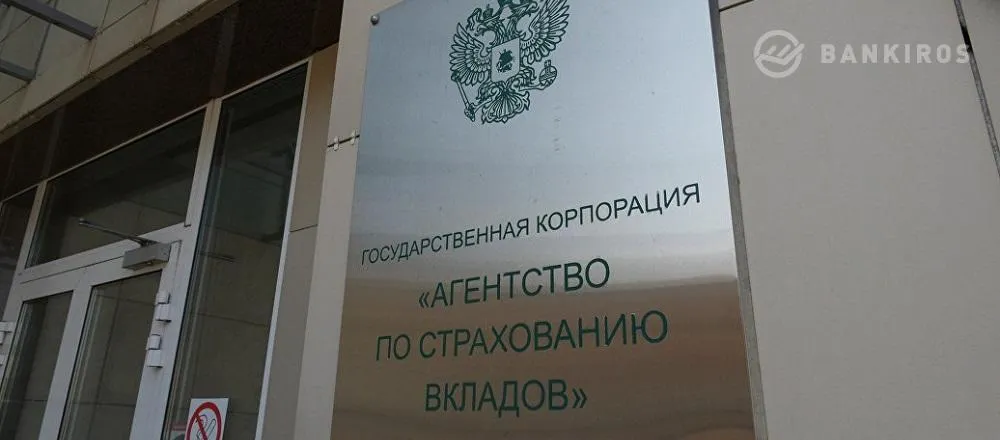 BANKIROS
ГОСУДАРСТВЕННАЯ КОРПОРАЦИЯ
«АГЕНТСТВО
ПО СТРАХОВАНИЮ
ВКЛАДОВ»